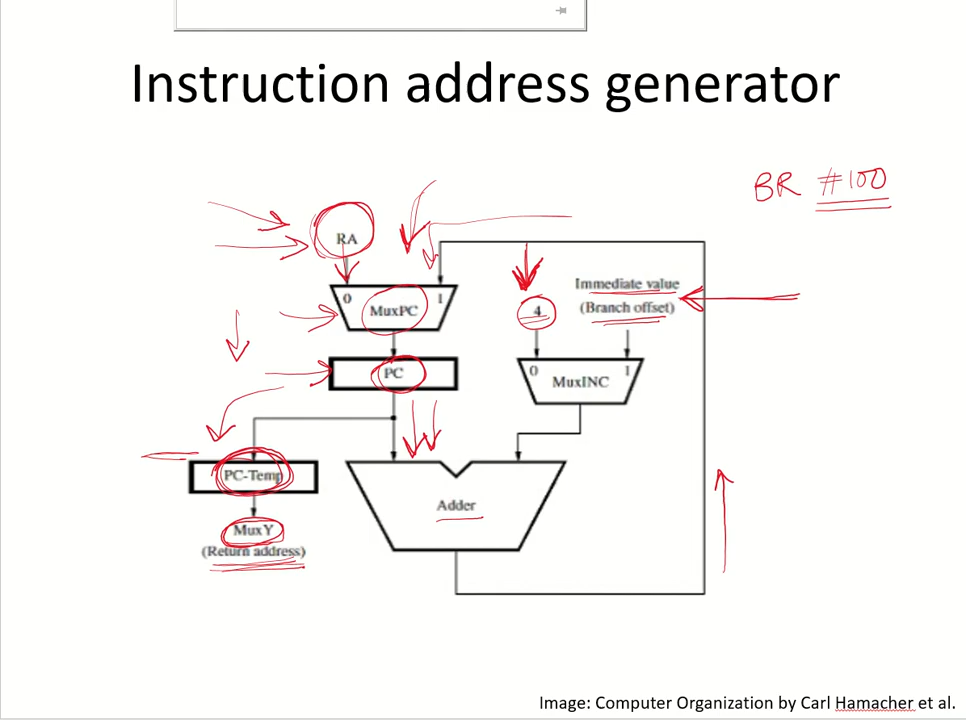 Instruction address generator
BR #100
RA
0 MuxPC 1
4
Immediate value
(Branch offset)
PC
0 MuxINC 1
PC-Temp
Adder
MuxY
(Return address)
Image: Computer Organization by Carl Hamacher et al.